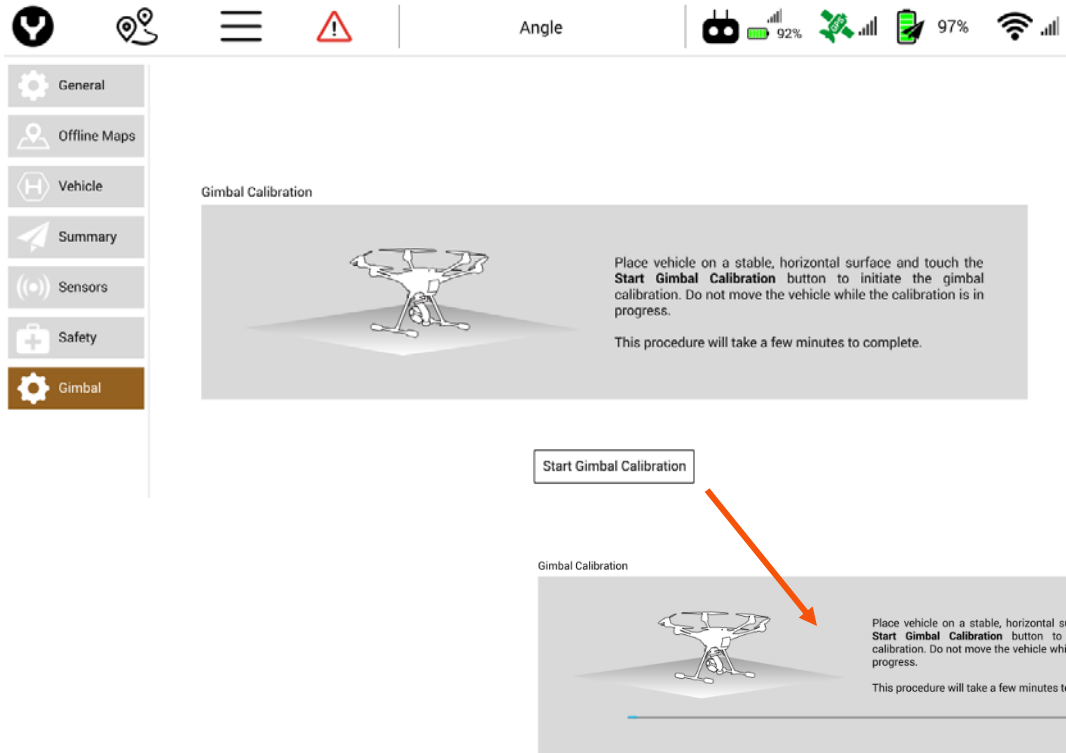 Angle
92%
GPS
97%
General
Offline Maps
H Vehicle
Summary
Sensors
Safety
Gimbal
Gimbal Calibration
Place vehicle on a stable, horizontal surface and touch the
Start Gimbal Calibration button to initiate the gimbal
calibration. Do not move the vehicle while the calibration is in
progress.
This procedure will take a few minutes to complete.
Start Gimbal Calibration
Gimbal Calibration
Place vehicle on a stable, horizontal su
Start Gimbal Calibration button to
calibration. Do not move the vehicle whi
progress.
This procedure will take a few minutes t